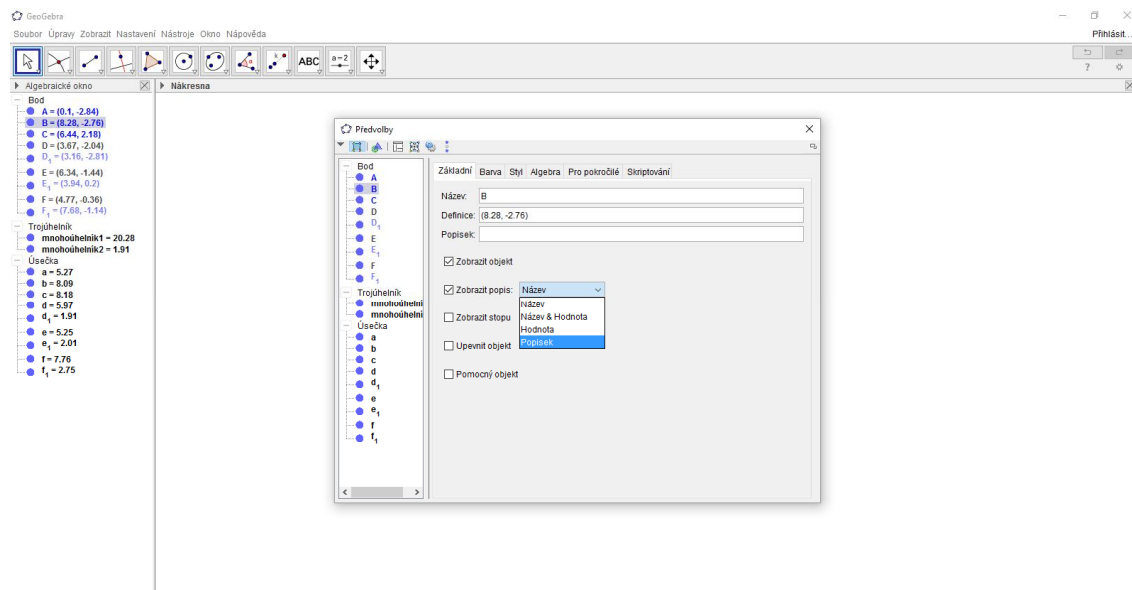 GeoGebra
Soubor Úpravy Zobrazit Nastavení Nástroje Okno Nápověda
Přihlásit...
ABC
a=2
?
Algebraické okno
Nákresna
Bod
A = (0.1, -2.84)
B = (8.28, -2.76)
C = (6.44, 2.18)
D = (3.67, -2.04)
D1 = (3.16, -2.81)
E = (6.34, -1.44)
E1 = (3.94, 0.2)
F = (4.77, -0.36)
F1 = (7.68, -1.14)
Trojúhelník
mnohoúhelník1 = 20.28
mnohoúhelník2 = 1.91
Úsečka
a = 5.27
b = 8.09
c = 8.18
d = 5.97
d1 = 1.91
e = 5.25
e1 = 2.01
f = 7.76
f1 = 2.75
Předvolby
Bod
A
B
C
D
D1
E
E1
F
F1
Trojúhelník
mnohoúhelní
mnohoúhelní
Úsečka
a
b
c
d
d1
e
e1
f
f1
Základní Barva Styl Algebra Pro pokročilé Skriptování
Název: B
Definice: (8.28, -2.76)
Popisek:
Zobrazit objekt
Zobrazit popis: Název
Název
Název & Hodnota
Hodnota
Popisek
Zobrazit stopu
Upevnit objekt
Pomocný objekt